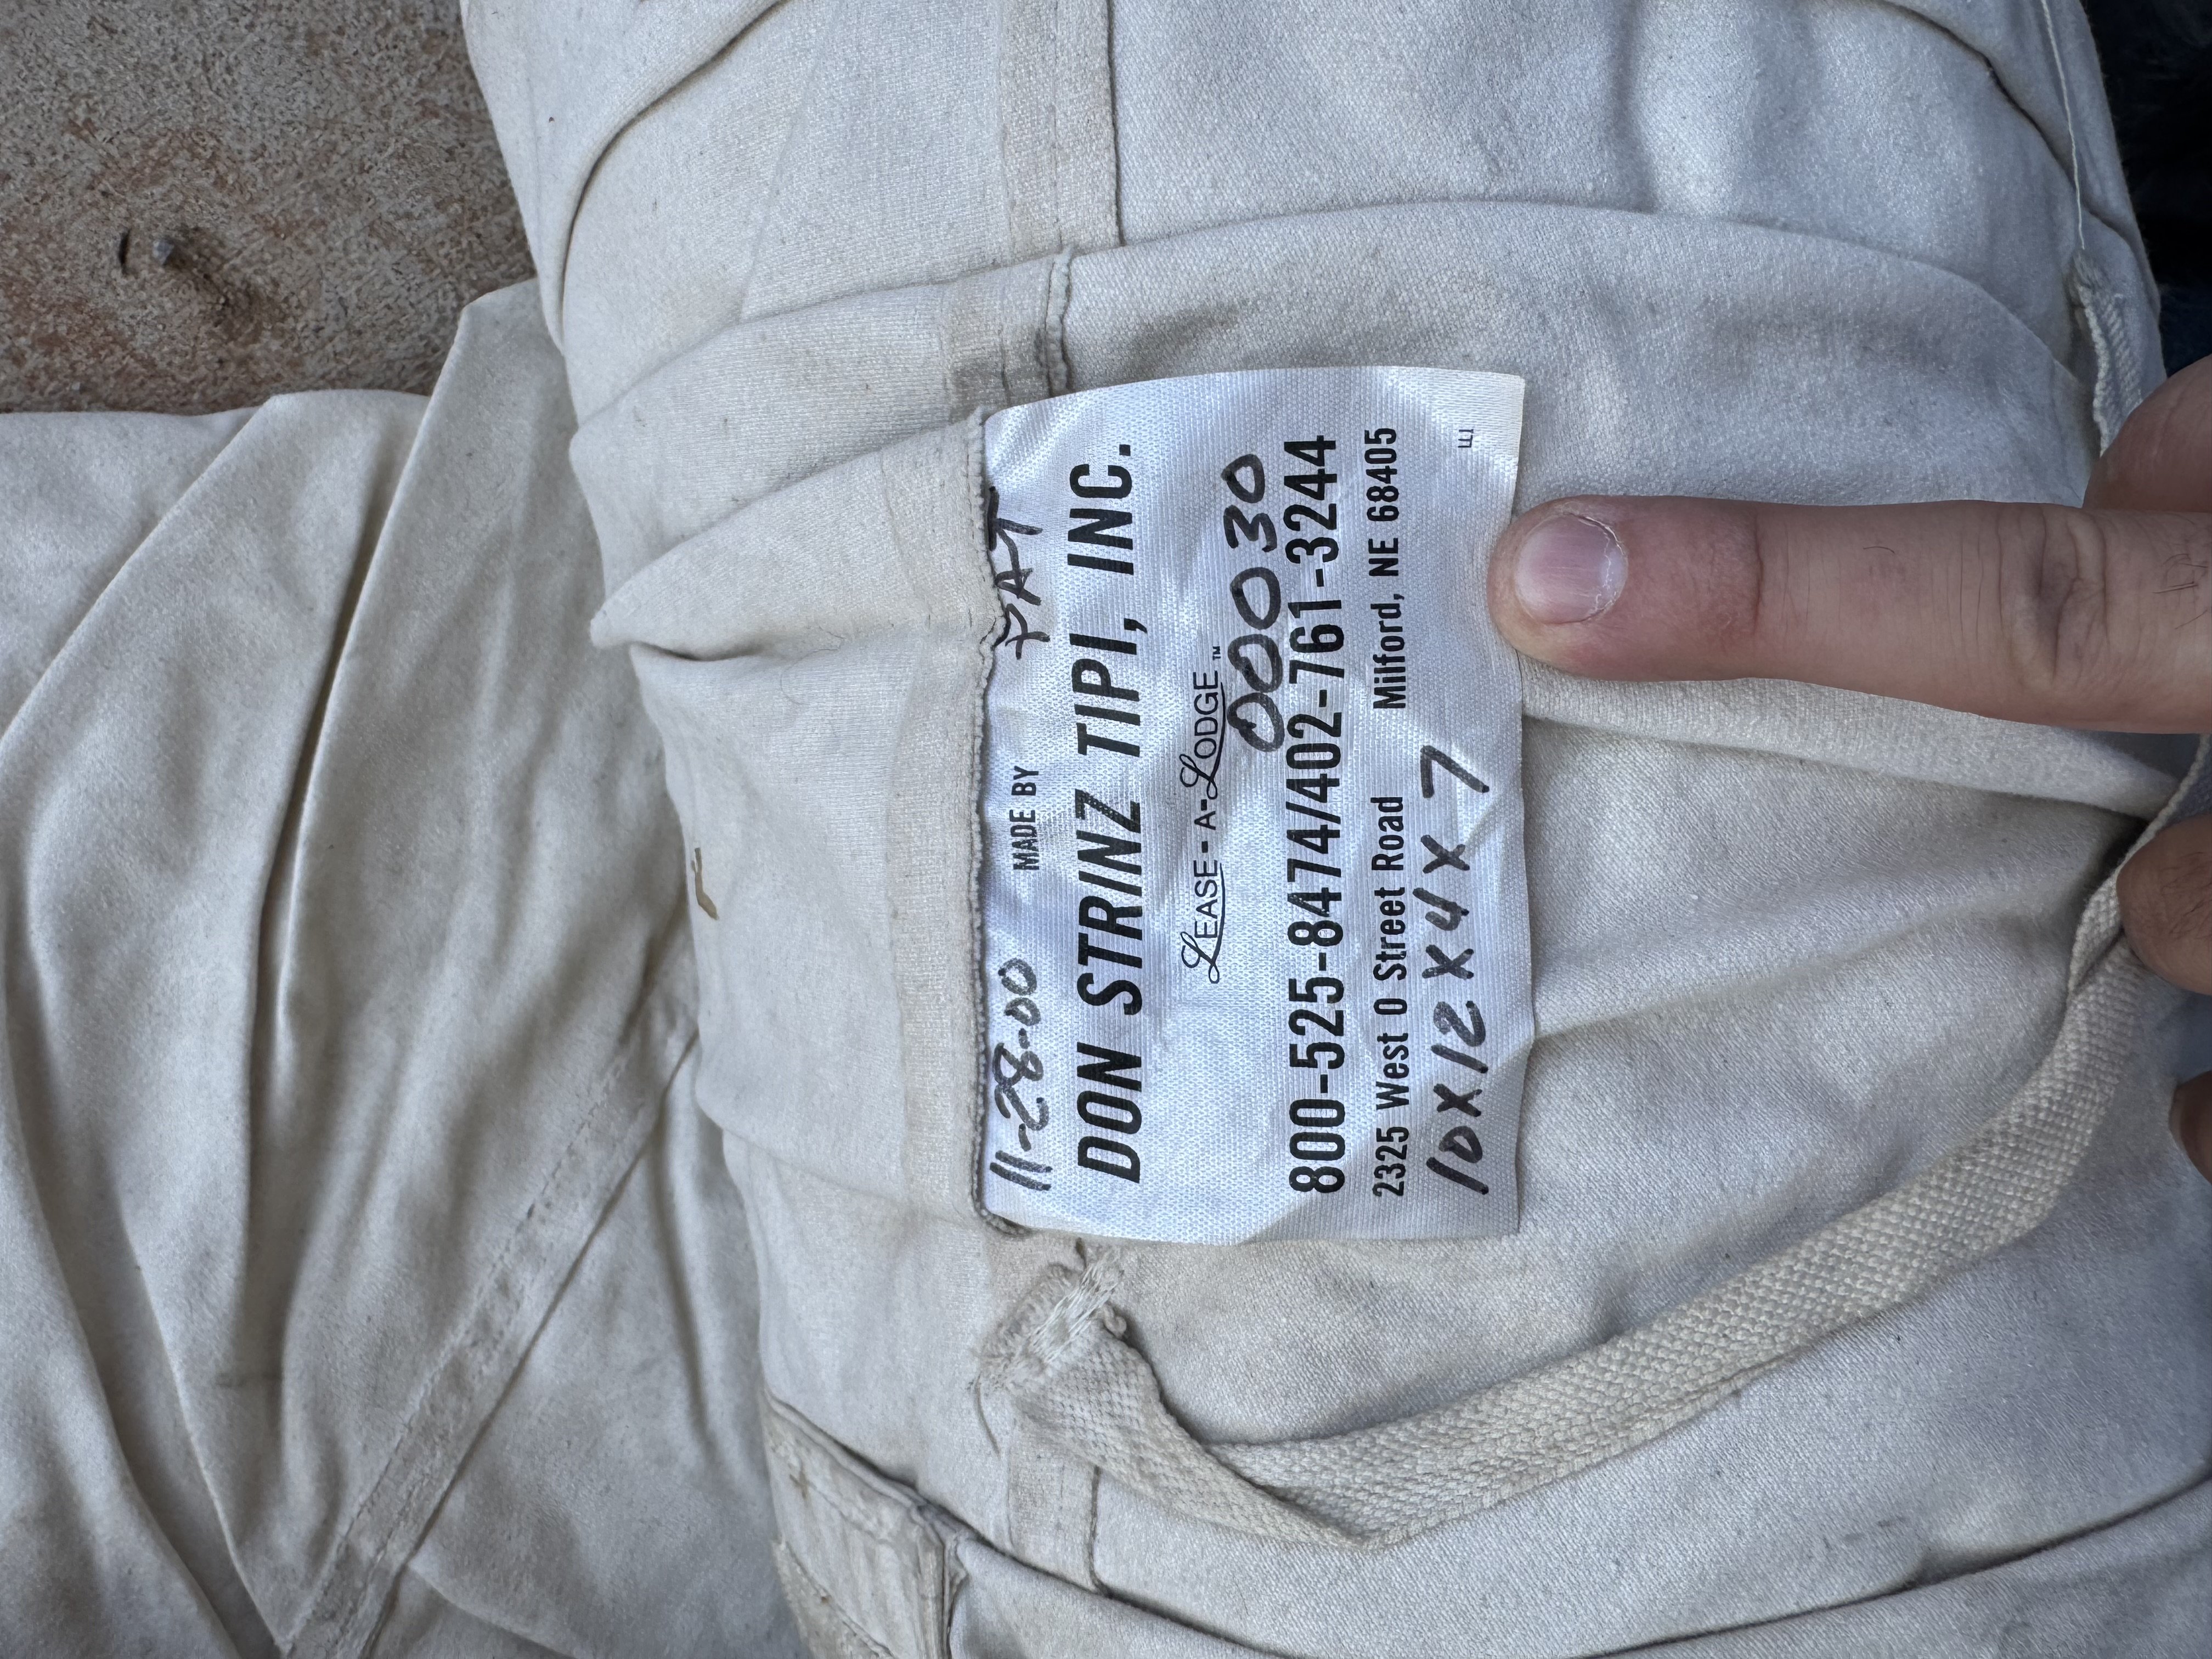 11-28-00 PAT
MADE BY
DON STRINZ TIPI, INC.
LEASE-A-LODGE™
00030
800-525-8474/402-761-3244
2325 West O Street Road Milford, NE 68405
10X12X4X7